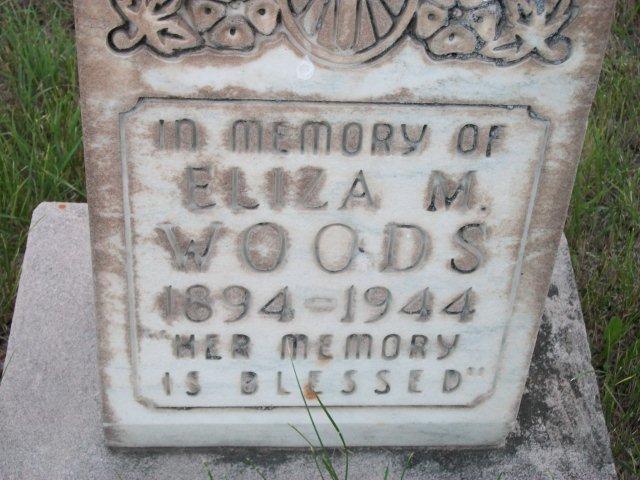 IN MEMORY OF
ELIZA M.
WOODS
1894-1944
"HER MEMORY
IS BLESSED"